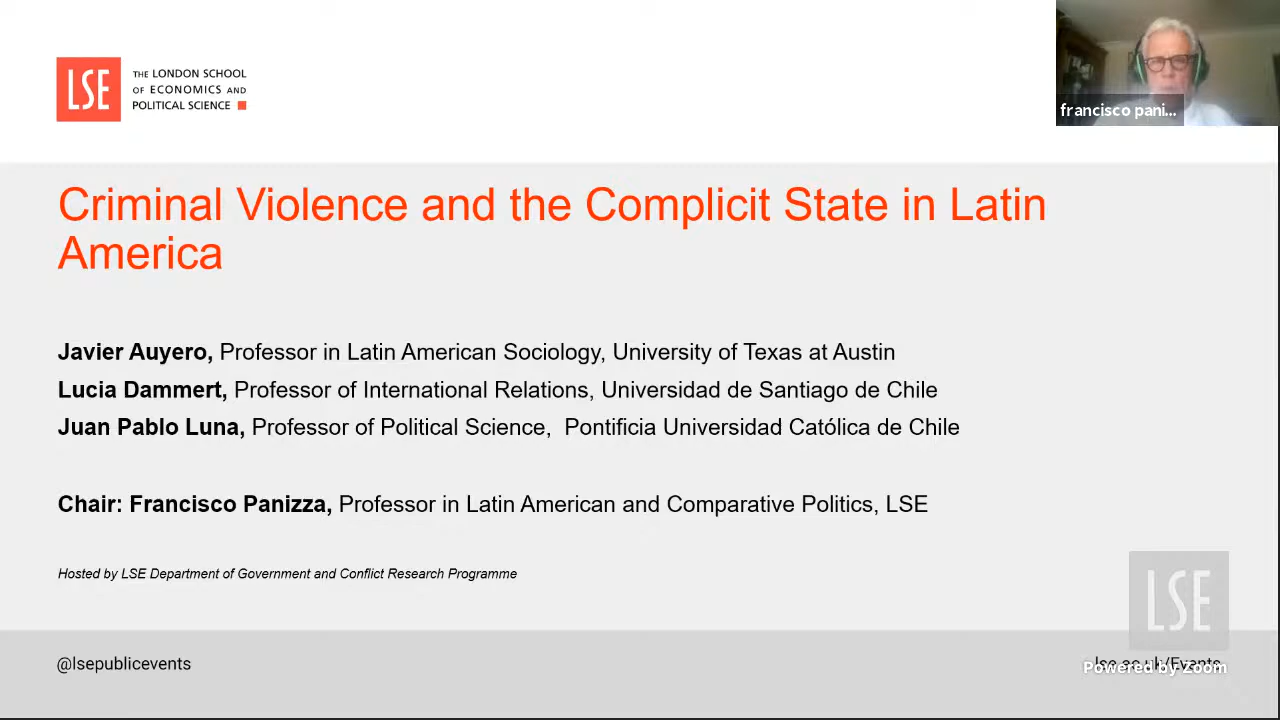 LSE
THE LONDON SCHOOL
OF ECONOMICS AND
POLITICAL SCIENCE
francisco pani...
Criminal Violence and the Complicit State in Latin
America
Javier Auyero, Professor in Latin American Sociology, University of Texas at Austin
Lucia Dammert, Professor of International Relations, Universidad de Santiago de Chile
Juan Pablo Luna, Professor of Political Science, Pontificia Universidad Católica de Chile
Chair: Francisco Panizza, Professor in Latin American and Comparative Politics, LSE
Hosted by LSE Department of Government and Conflict Research Programme
LSE
@lsepublicevents
lse.ac.uk/Events
Powered by Zoom